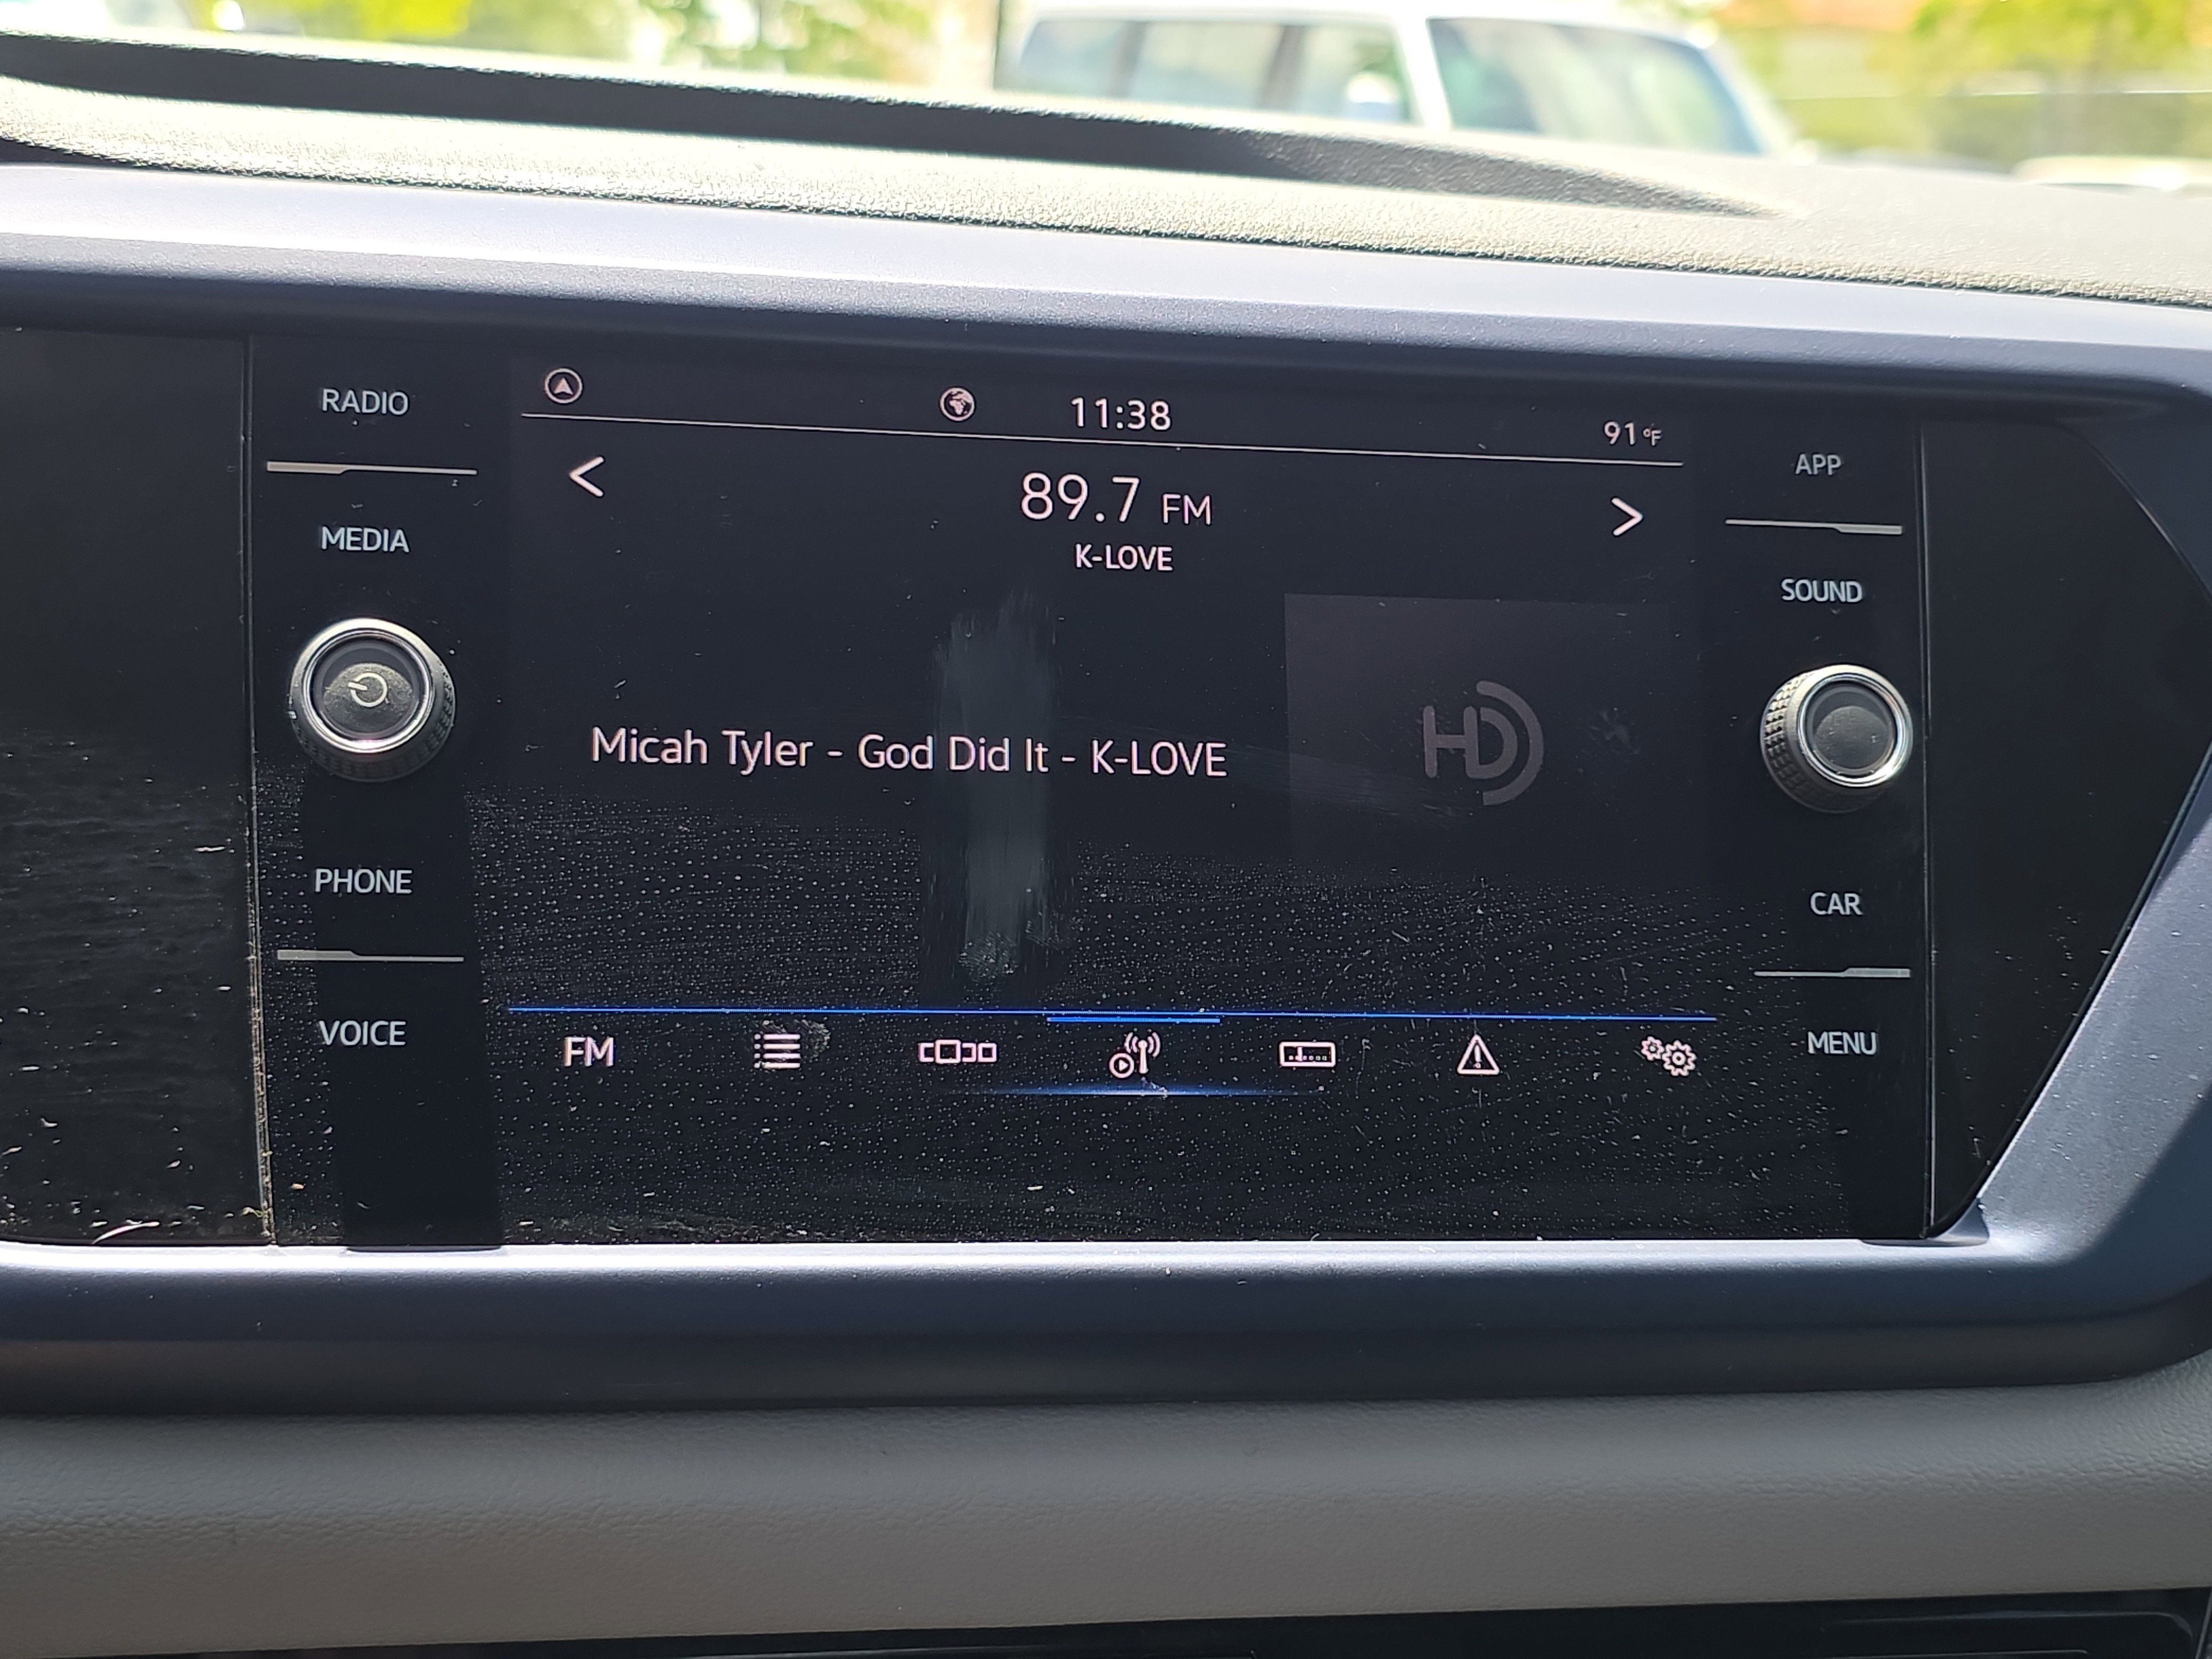 RADIO
MEDIA
PHONE
VOICE
11:38
91°F
<
89.7 FM
>
K-LOVE
Micah Tyler - God Did It - K-LOVE
HD
FM
APP
SOUND
CAR
MENU